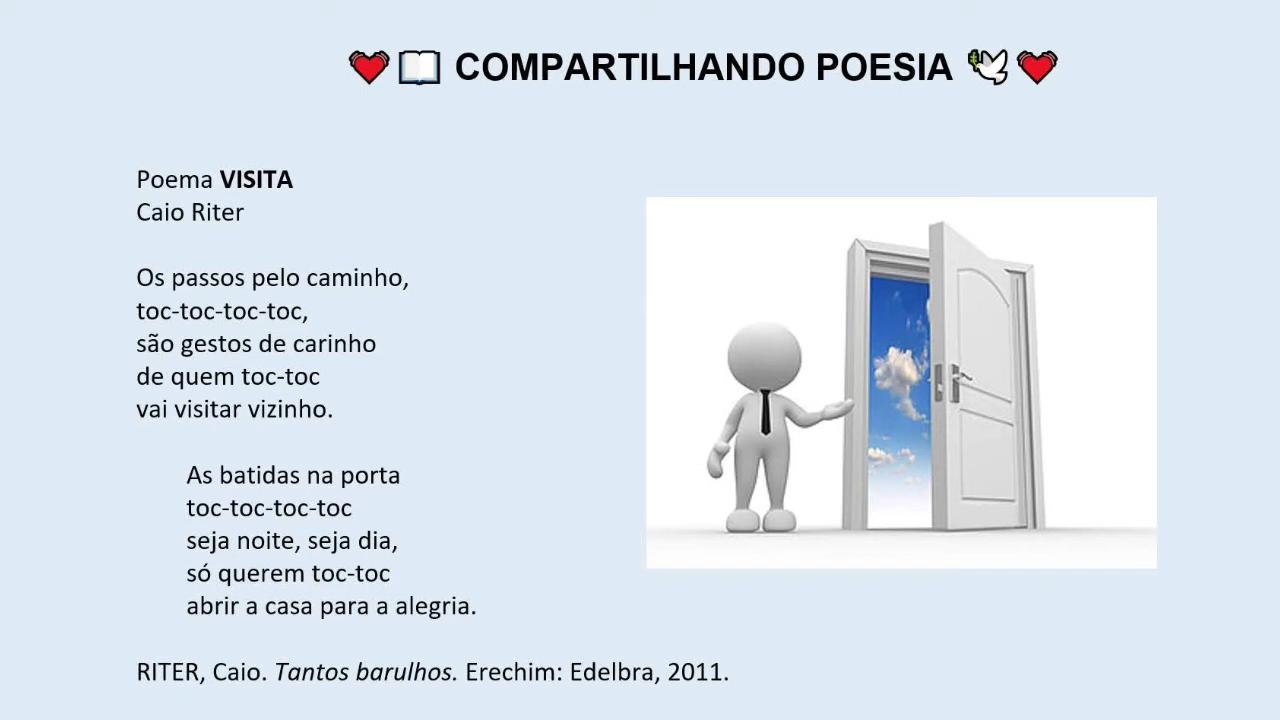 COMPARTILHANDO POESIA
Poema VISITA
Caio Riter
Os passos pelo caminho,
toc-toc-toc-toc,
são gestos de carinho
de quem toc-toc
vai visitar vizinho.
As batidas na porta
toc-toc-toc-toc
seja noite, seja dia,
só querem toc-toc
abrir a casa para a alegria.
RITER, Caio. Tantos barulhos. Erechim: Edelbra, 2011.